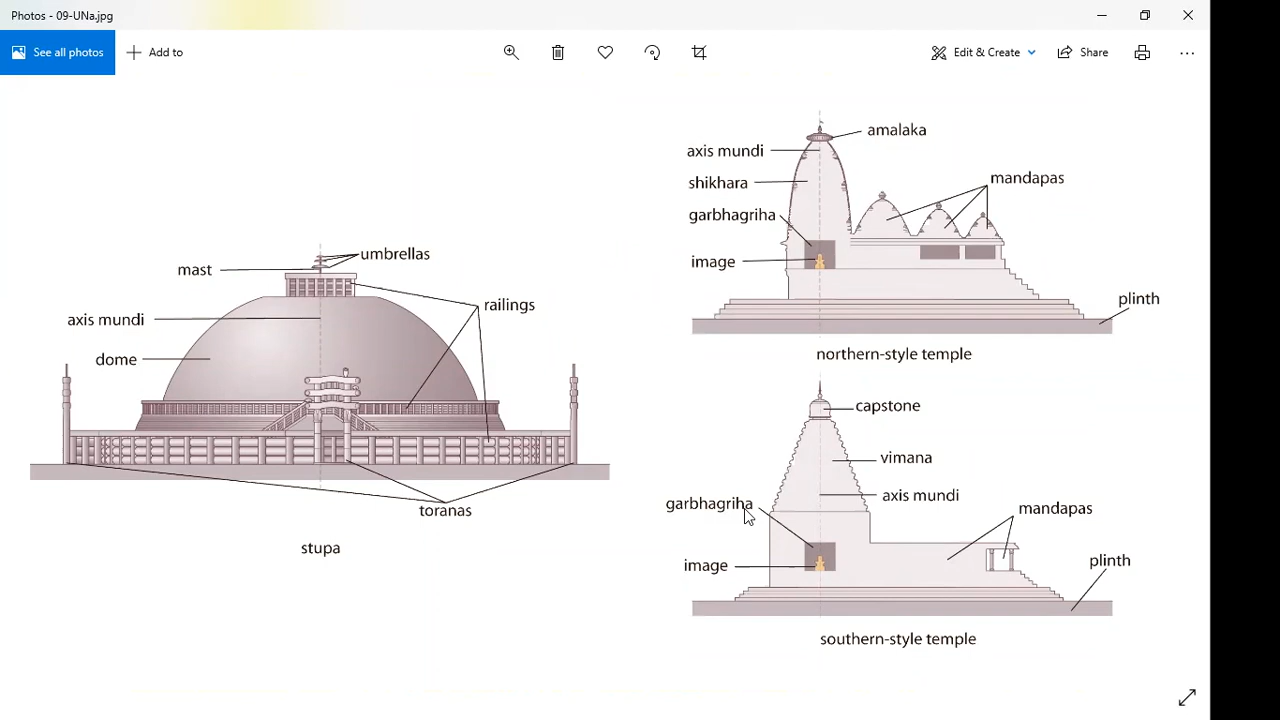 Photos - 09-UNa.jpg
See all photos
Add to
Edit & Create
Share
umbrellas
mast
railings
axis mundi
dome
toranas
stupa
amalaka
axis mundi
mandapas
shikhara
garbhagriha
image
plinth
northern-style temple
capstone
vimana
axis mundi
garbhagriha
mandapas
image
plinth
southern-style temple